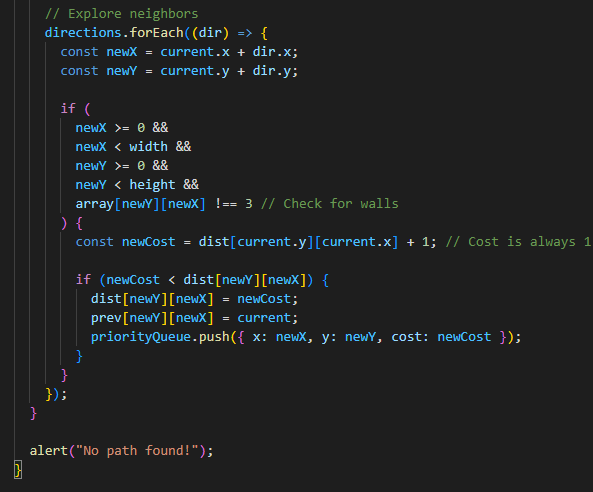 // Explore neighbors
directions.forEach((dir) => {
const newX = current.x + dir.x;
const newY = current.y + dir.y;
if (
newX >= 0 &&
newX < width &&
newY >= 0 &&
newY < height &&
array[newY][newX] !== 3 // Check for walls
) {
const newCost = dist[current.y][current.x] + 1; // Cost is always 1
if (newCost < dist[newY][newX]) {
dist[newY][newX] = newCost;
prev[newY][newX] = current;
priorityQueue.push({ x: newX, y: newY, cost: newCost });
}
}
});
}
alert("No path found!");
}